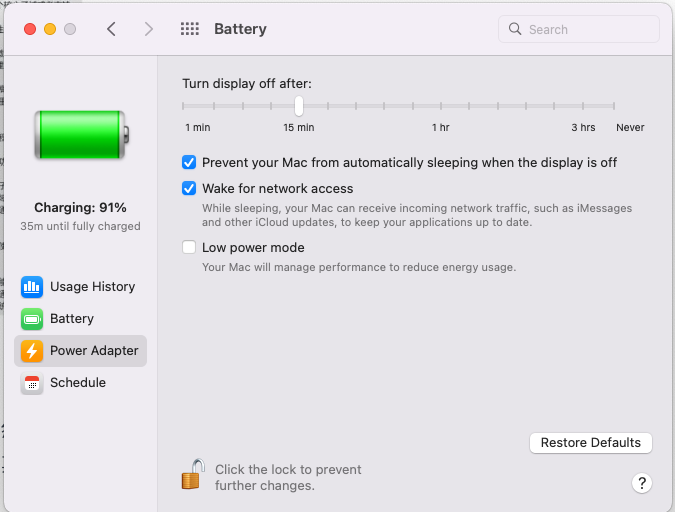 Battery
Search
Turn display off after:
1 min
15 min
1 hr
3 hrs
Never
Prevent your Mac from automatically sleeping when the display is off
Wake for network access
While sleeping, your Mac can receive incoming network traffic, such as iMessages
and other iCloud updates, to keep your applications up to date.
Low power mode
Your Mac will manage performance to reduce energy usage.
Charging: 91%
35m until fully charged
Usage History
Battery
Power Adapter
Schedule
Restore Defaults
Click the lock to prevent
further changes.
?